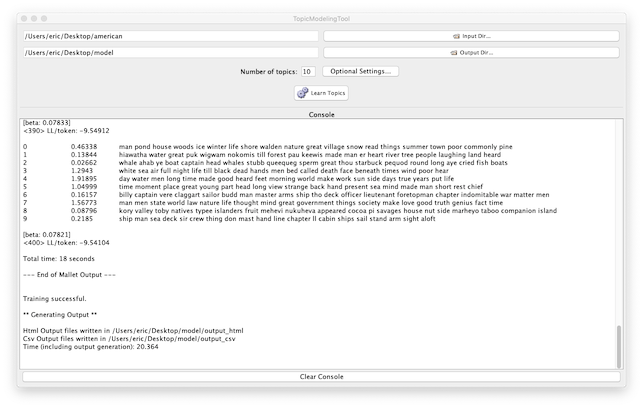 TopicModelingTool
/Users/eric/Desktop/american Input Dir...
/Users/eric/Desktop/model Output Dir...
Number of topics: 10 Optional Settings...
Learn Topics
Console
[beta: 0.07833]
<390> LL/token: -9.54912
0 0.46338 man pond house woods ice winter life shore walden nature great village snow read things summer town poor commonly pine
1 0.13844 hiawatha water great puk wigwam nokomis till forest pau keewis made man er heart river tree people laughing land heard
2 0.02662 whale ahab ye boat captain head whales stubb queequeg sperm great thou starbuck pequod round long aye cried fish boats
3 1.2943 white sea air full night life till black dead hands men bed called death face beneath times wind poor hear
4 1.91895 day water men long time made good heard feet morning world make work sun side days true years put life
5 1.04999 time moment place great young part head long view strange back hand present sea mind made man short rest chief
6 0.16157 billy captain vere claggart sailor budd man master arms ship tho deck officer lieutenant foretopman chapter indomitable war matter men
7 1.56773 man men state world law nature life thought mind great government things society make love good truth genius fact time
8 0.08796 kory valley toby natives typee islanders fruit mehevi nukuheva appeared cocoa pi savages house nut side marheyo taboo companion island
9 0.2185 ship man sea deck sir crew thing don mast hand line chapter ll cabin ships sail stand arm sight aloft
[beta: 0.07821]
<400> LL/token: -9.54104
Total time: 18 seconds
--- End of Mallet Output ---
Training successful.
** Generating Output **
Html Output files written in /Users/eric/Desktop/model/output_html
Csv Output files written in /Users/eric/Desktop/model/output_csv
Time (including output generation): 20.364
Clear Console